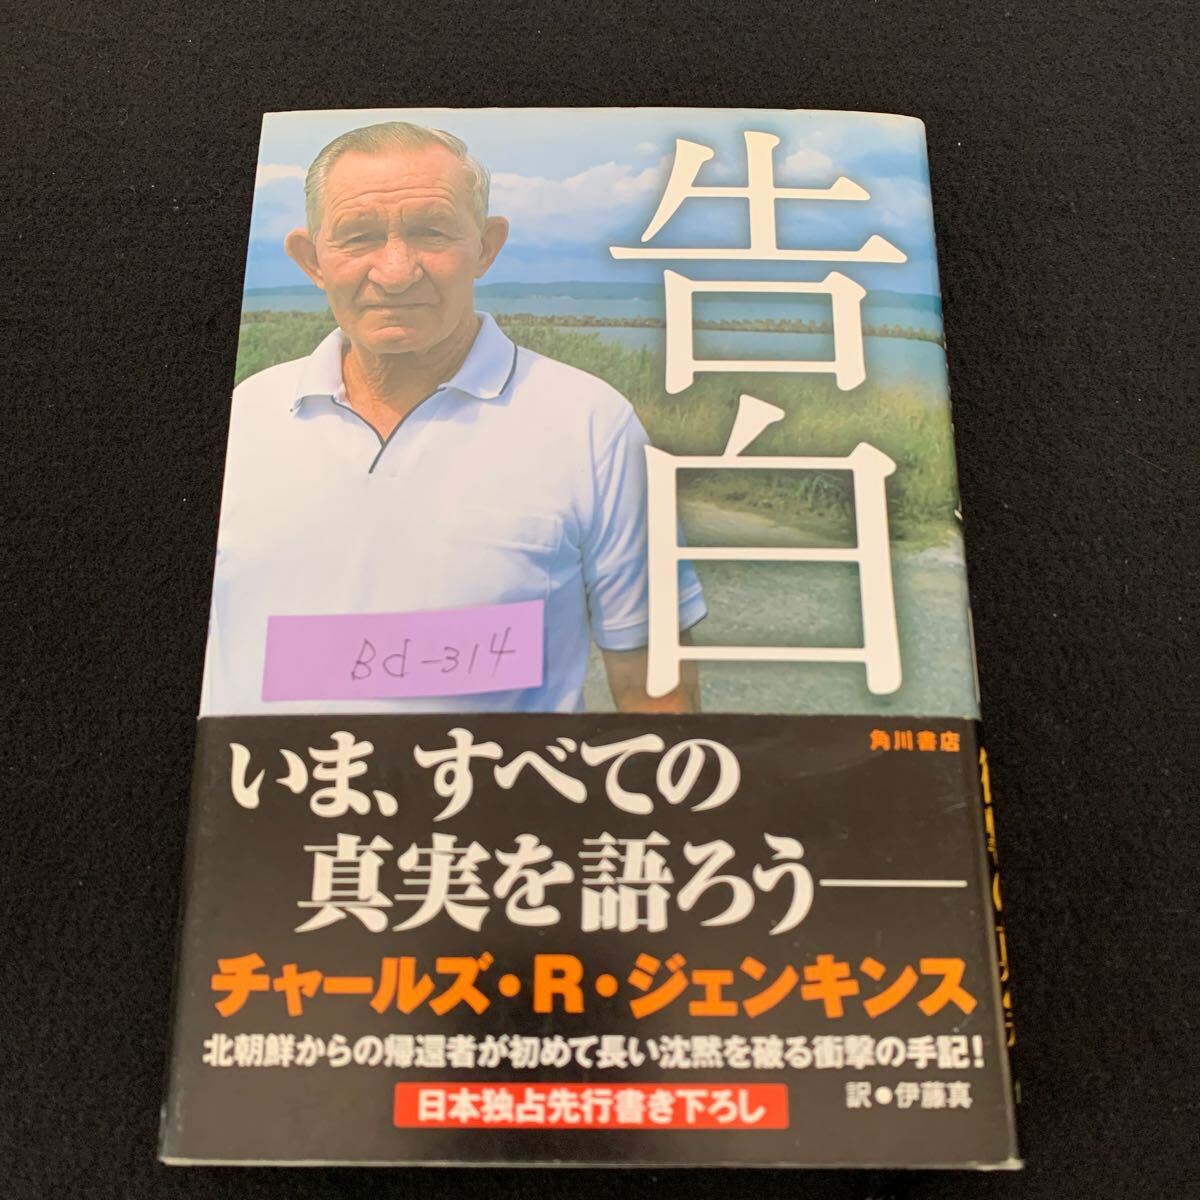 告白
Bd-314
角川書店
いま、すべての
真実を語ろう――
チャールズ・R・ジェンキンス
北朝鮮からの帰還者が初めて長い沈黙を破る衝撃の手記!
日本独占先行書き下ろし
訳●伊藤真